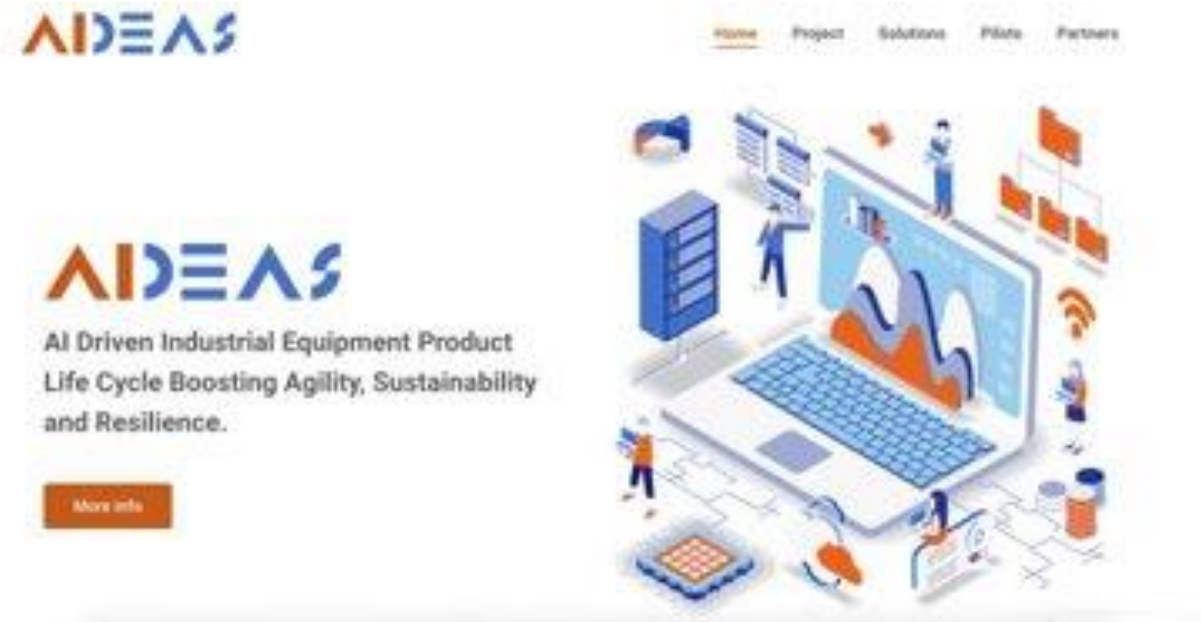 AIDEAS
Home Project Solutions Pilots Partners
AIDEAS
AI Driven Industrial Equipment Product
Life Cycle Boosting Agility, Sustainability
and Resilience.
More info